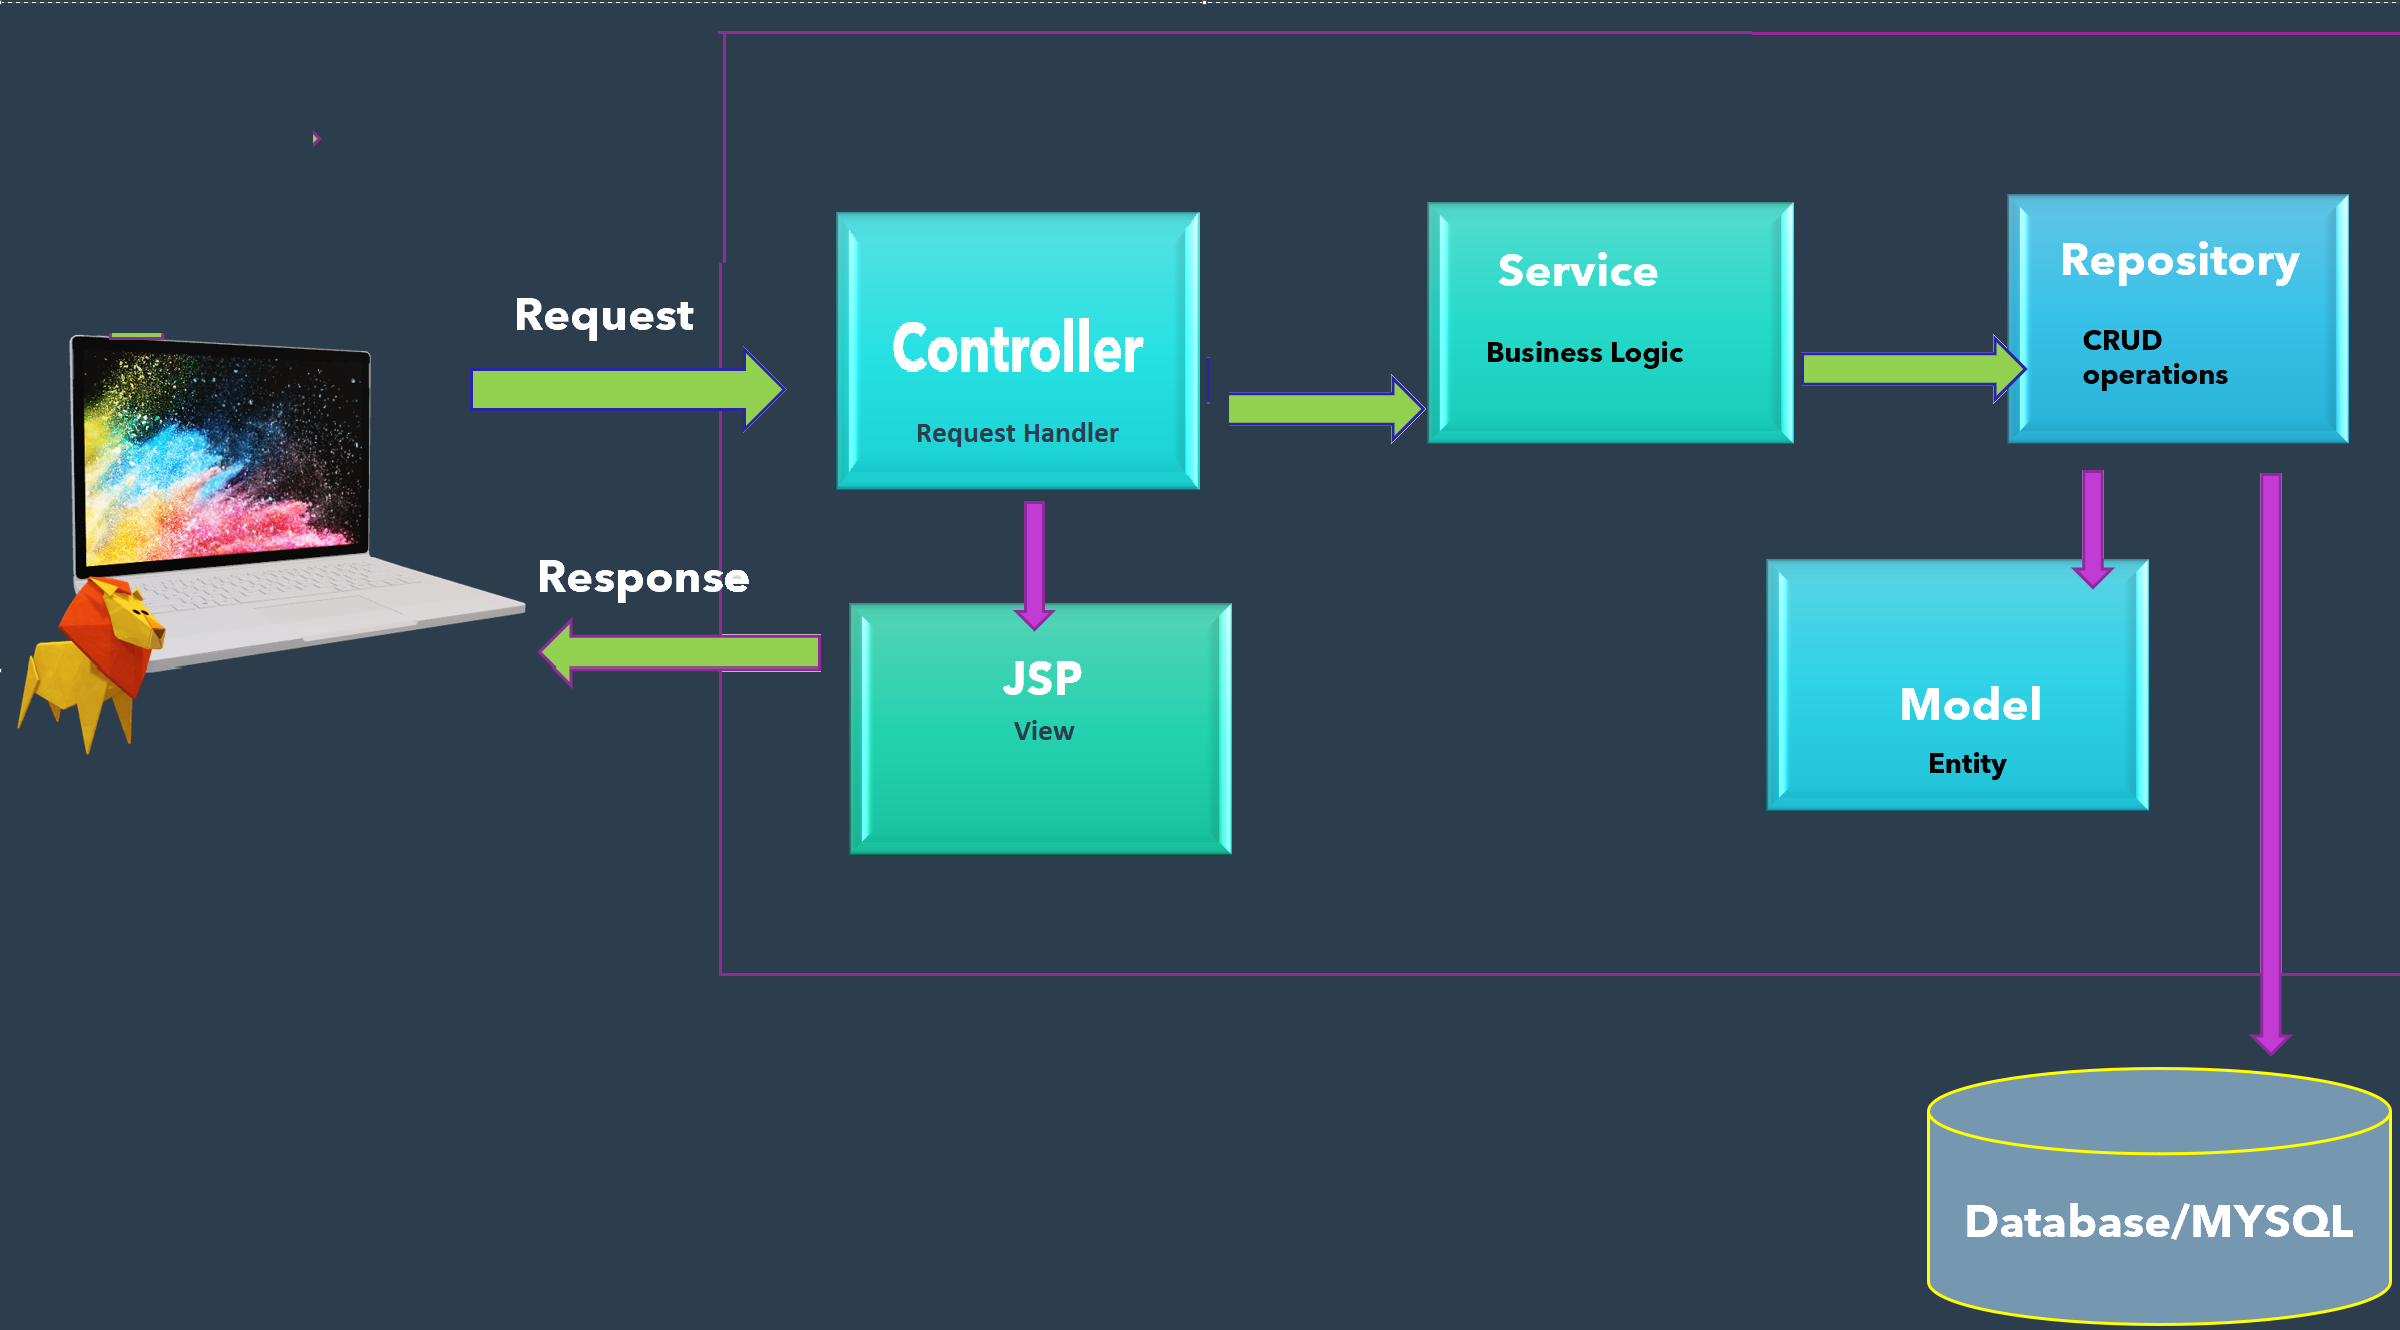 Request
Controller
Request Handler
Service
Business Logic
Repository
CRUD
operations
Response
JSP
View
Model
Entity
Database/MYSQL